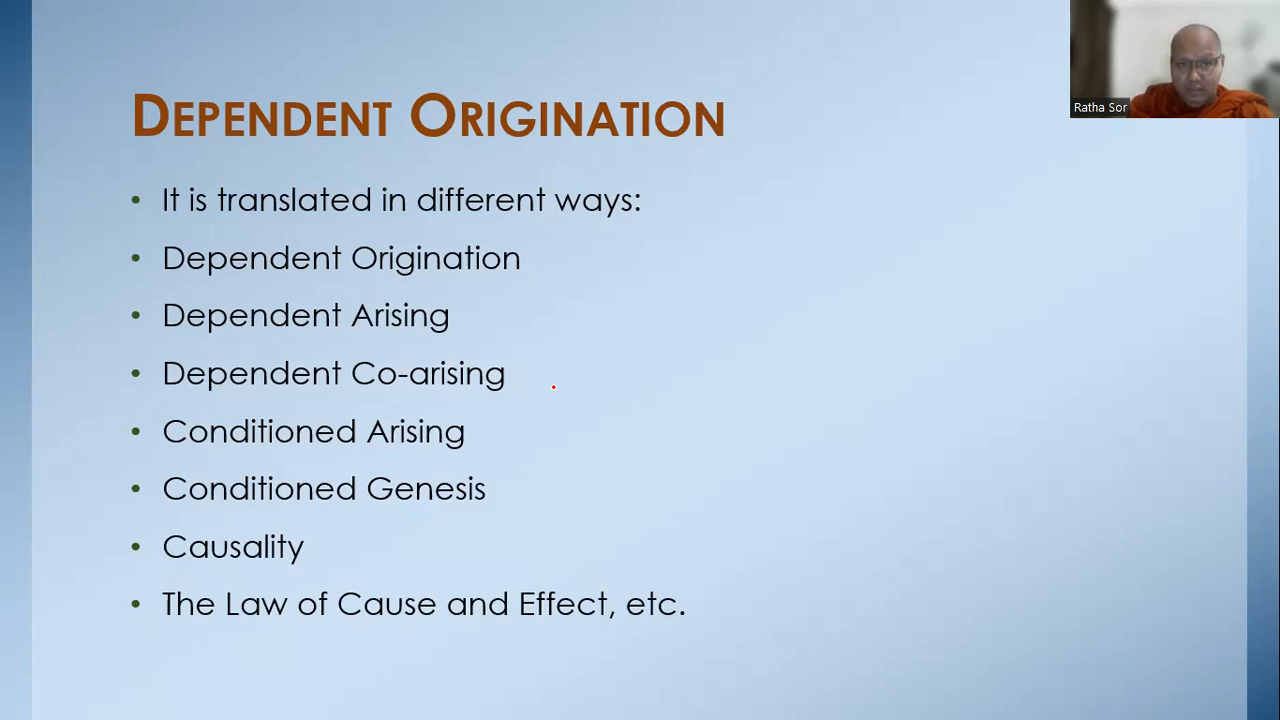 DEPENDENT ORIGINATION
Ratha Sor
• It is translated in different ways:
• Dependent Origination
• Dependent Arising
• Dependent Co-arising
• Conditioned Arising
• Conditioned Genesis
• Causality
• The Law of Cause and Effect, etc.